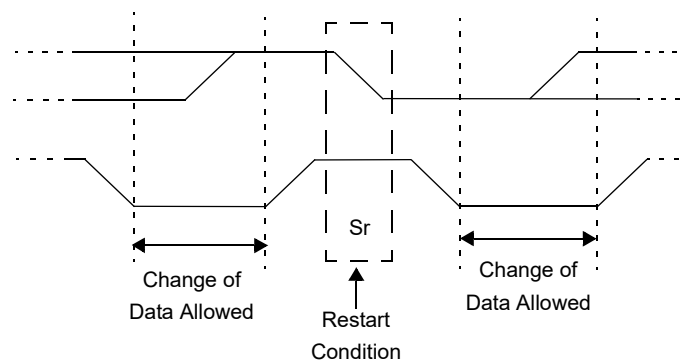 Sr
Change of
Data Allowed
Restart
Condition
Change of
Data Allowed